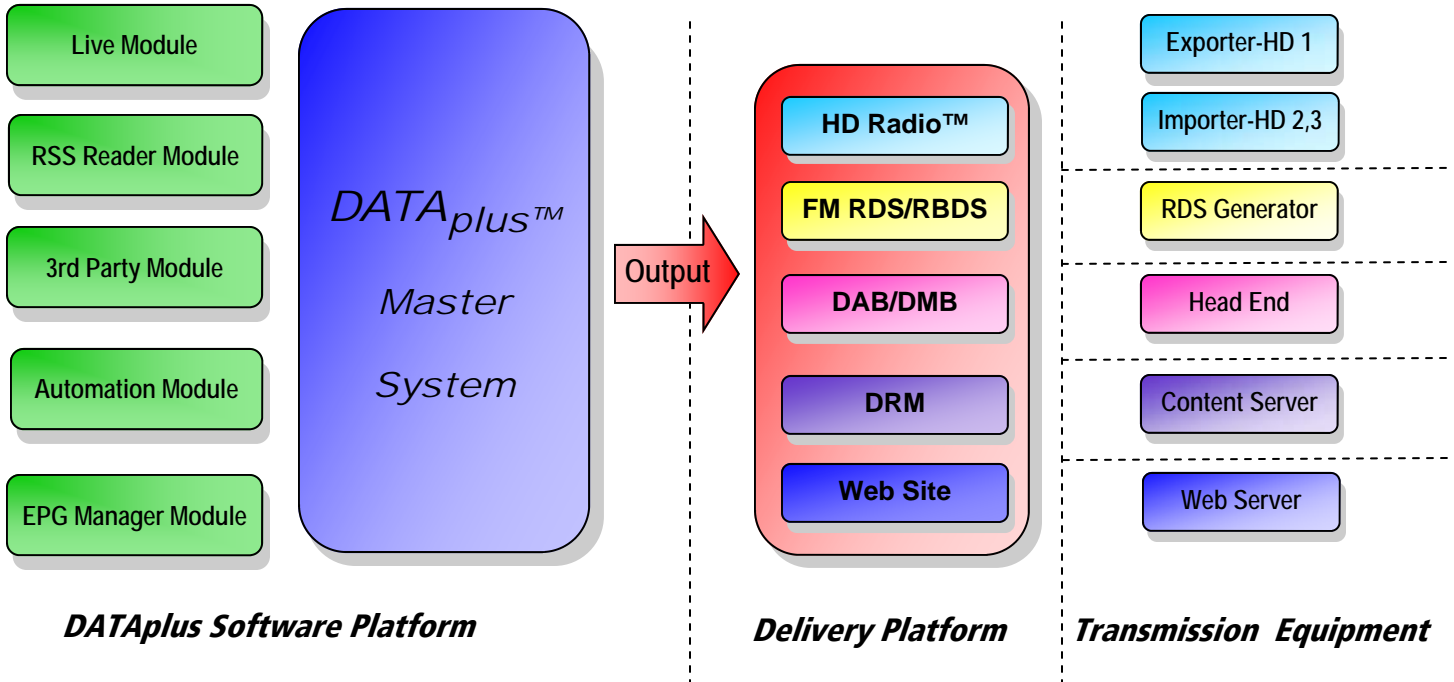 Live Module
RSS Reader Module
3rd Party Module
Automation Module
EPG Manager Module
DATAplus™
Master
System
DATAplus Software Platform
Output
HD Radio™
FM RDS/RBDS
DAB/DMB
DRM
Web Site
Delivery Platform
Exporter-HD 1
Importer-HD 2,3
RDS Generator
Head End
Content Server
Web Server
Transmission Equipment